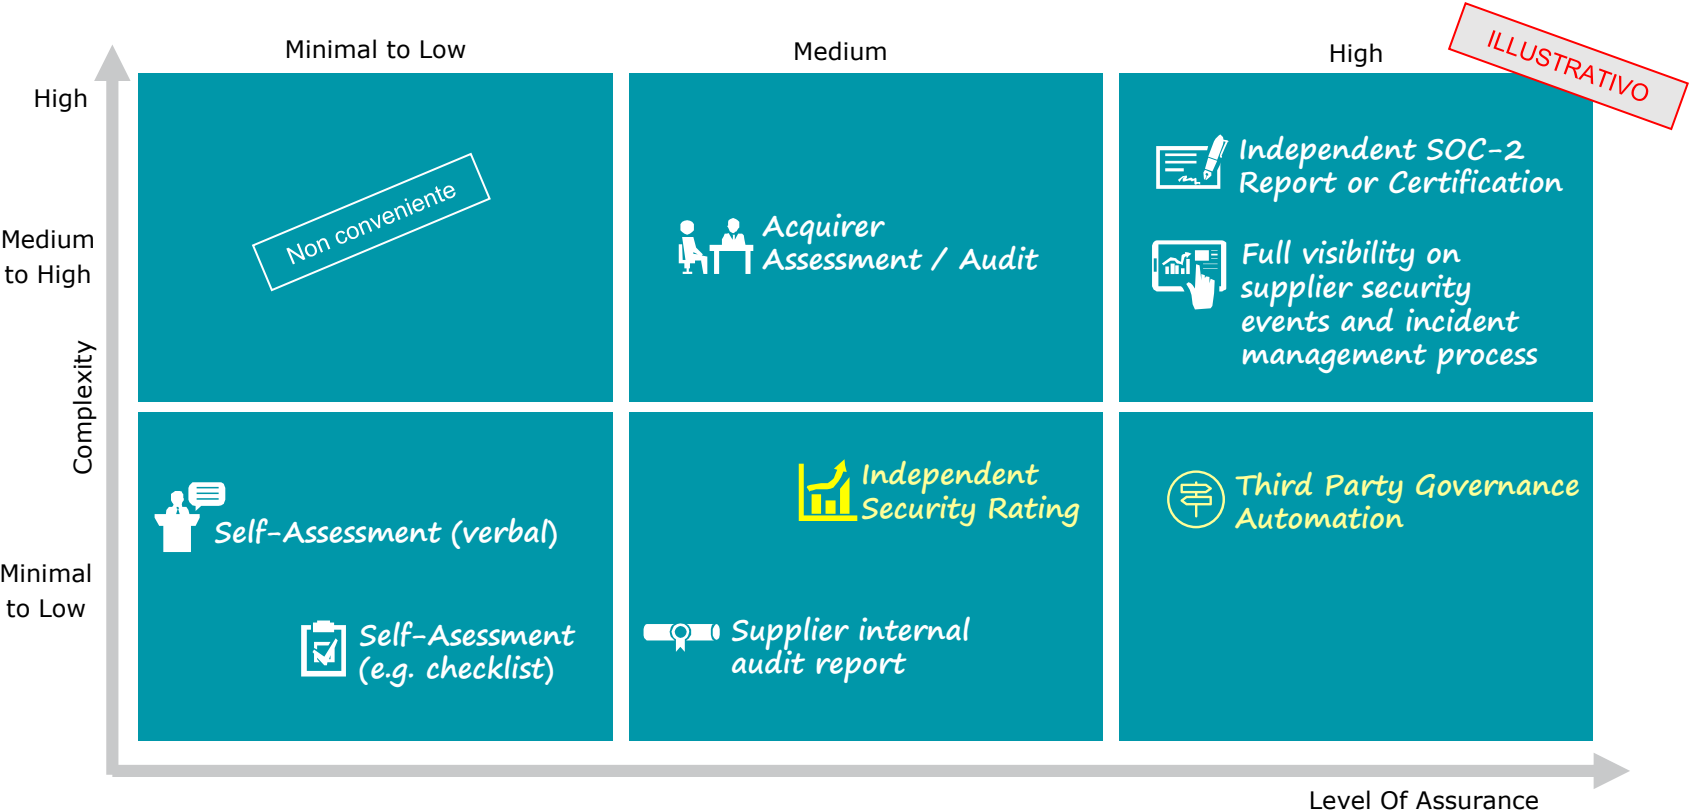 Minimal to Low
Medium
High
ILLUSTRATIVO
High
Medium
to High
Complexity
Minimal
to Low
Non conveniente
Acquirer
Assessment / Audit
Independent SOC-2
Report or Certification
Full visibility on
supplier security
events and incident
management process
Self-Assessment (verbal)
Self-Asessment
(e.g. checklist)
Independent
Security Rating
Supplier internal
audit report
Third Party Governance
Automation
Level Of Assurance